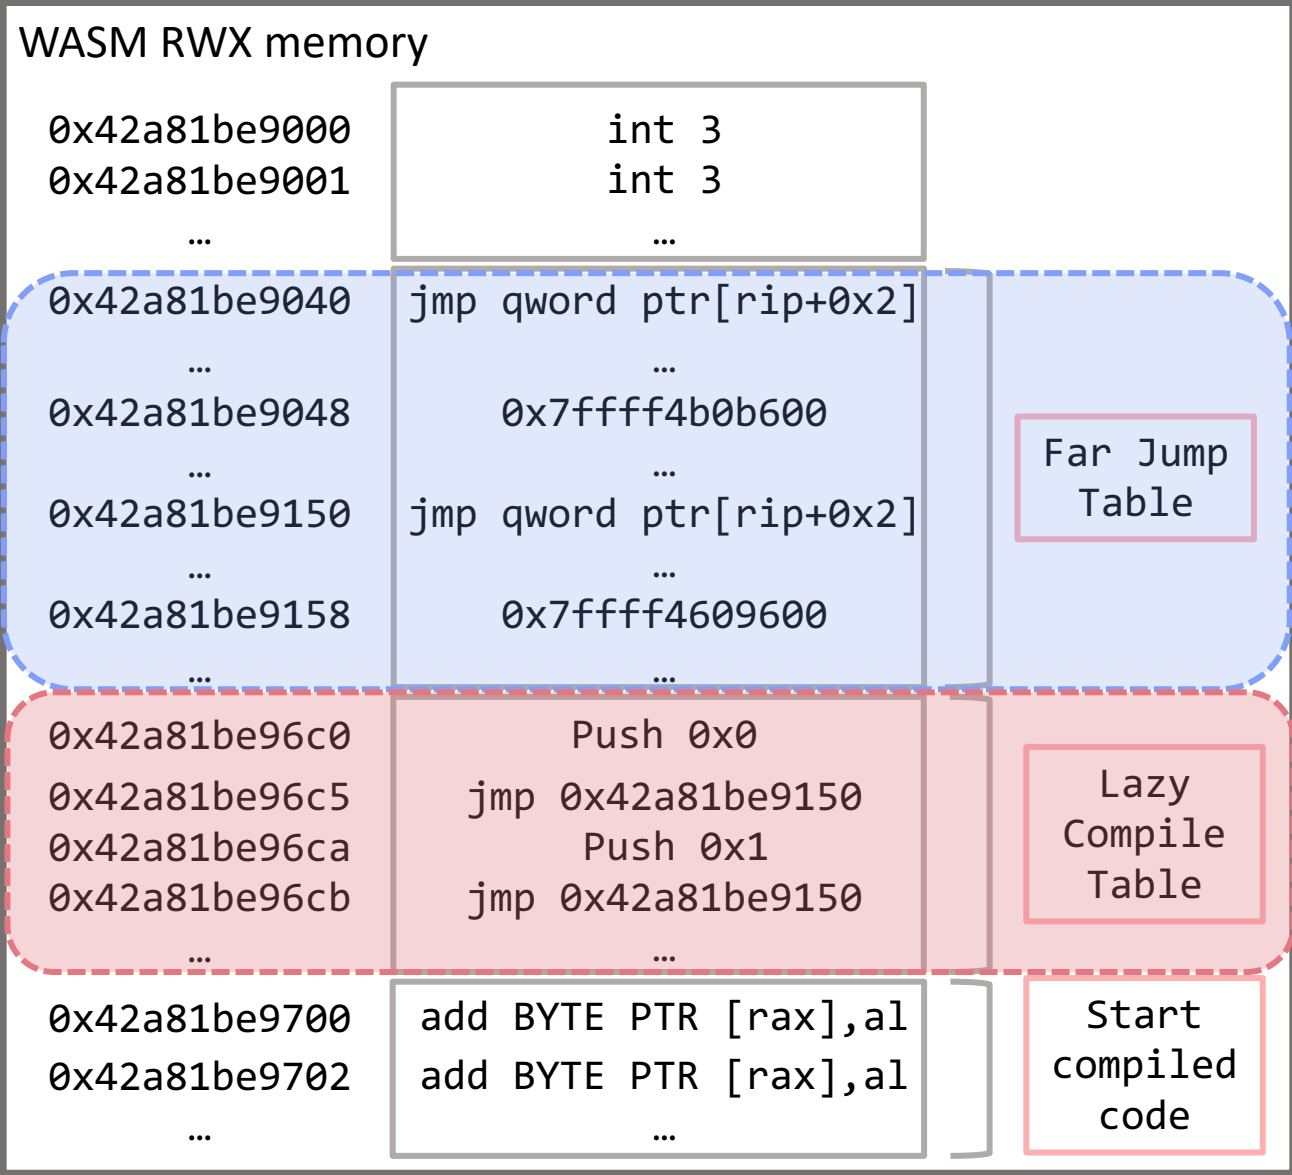 WASM RWX memory
0x42a81be9000 int 3
0x42a81be9001 int 3
… …
0x42a81be9040 jmp qword ptr[rip+0x2]
… …
0x42a81be9048 0x7ffff4b0b600
… …
0x42a81be9150 jmp qword ptr[rip+0x2]
… …
0x42a81be9158 0x7ffff4609600
… …
Far Jump
Table
0x42a81be96c0 Push 0x0
0x42a81be96c5 jmp 0x42a81be9150
0x42a81be96ca Push 0x1
0x42a81be96cb jmp 0x42a81be9150
… …
Lazy
Compile
Table
0x42a81be9700 add BYTE PTR [rax],al
0x42a81be9702 add BYTE PTR [rax],al
… …
Start
compiled
code